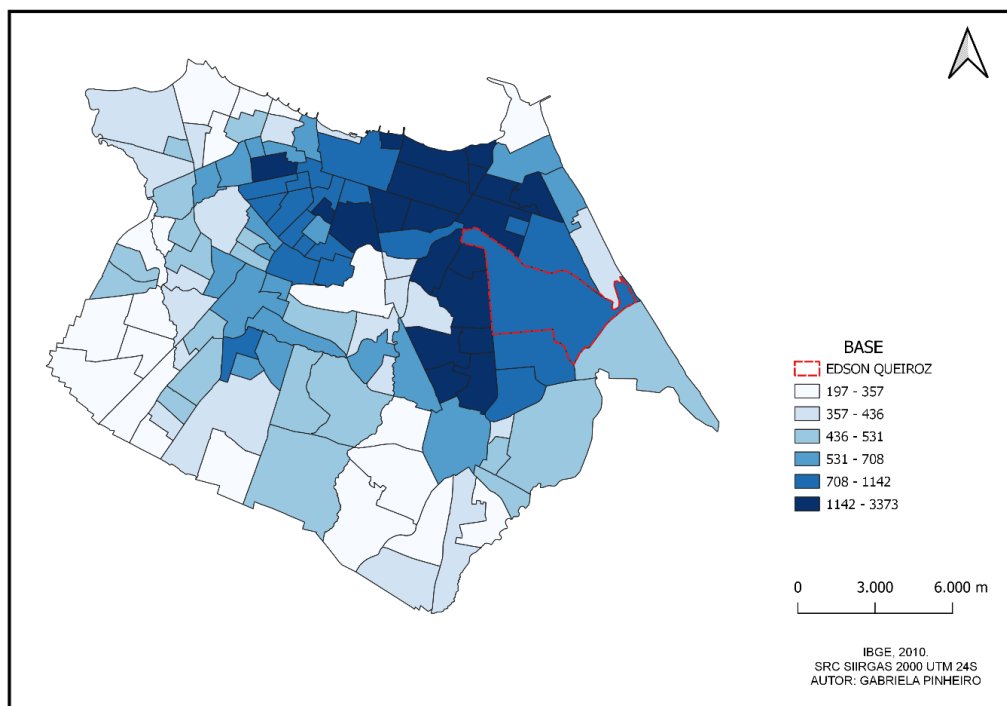 BASE
EDSON QUEIROZ
197 - 357
357 - 436
436 - 531
531 - 708
708 - 1142
1142 - 3373
0 3.000 6.000 m
IBGE, 2010.
SRC SIIRGAS 2000 UTM 24S
AUTOR: GABRIELA PINHEIRO